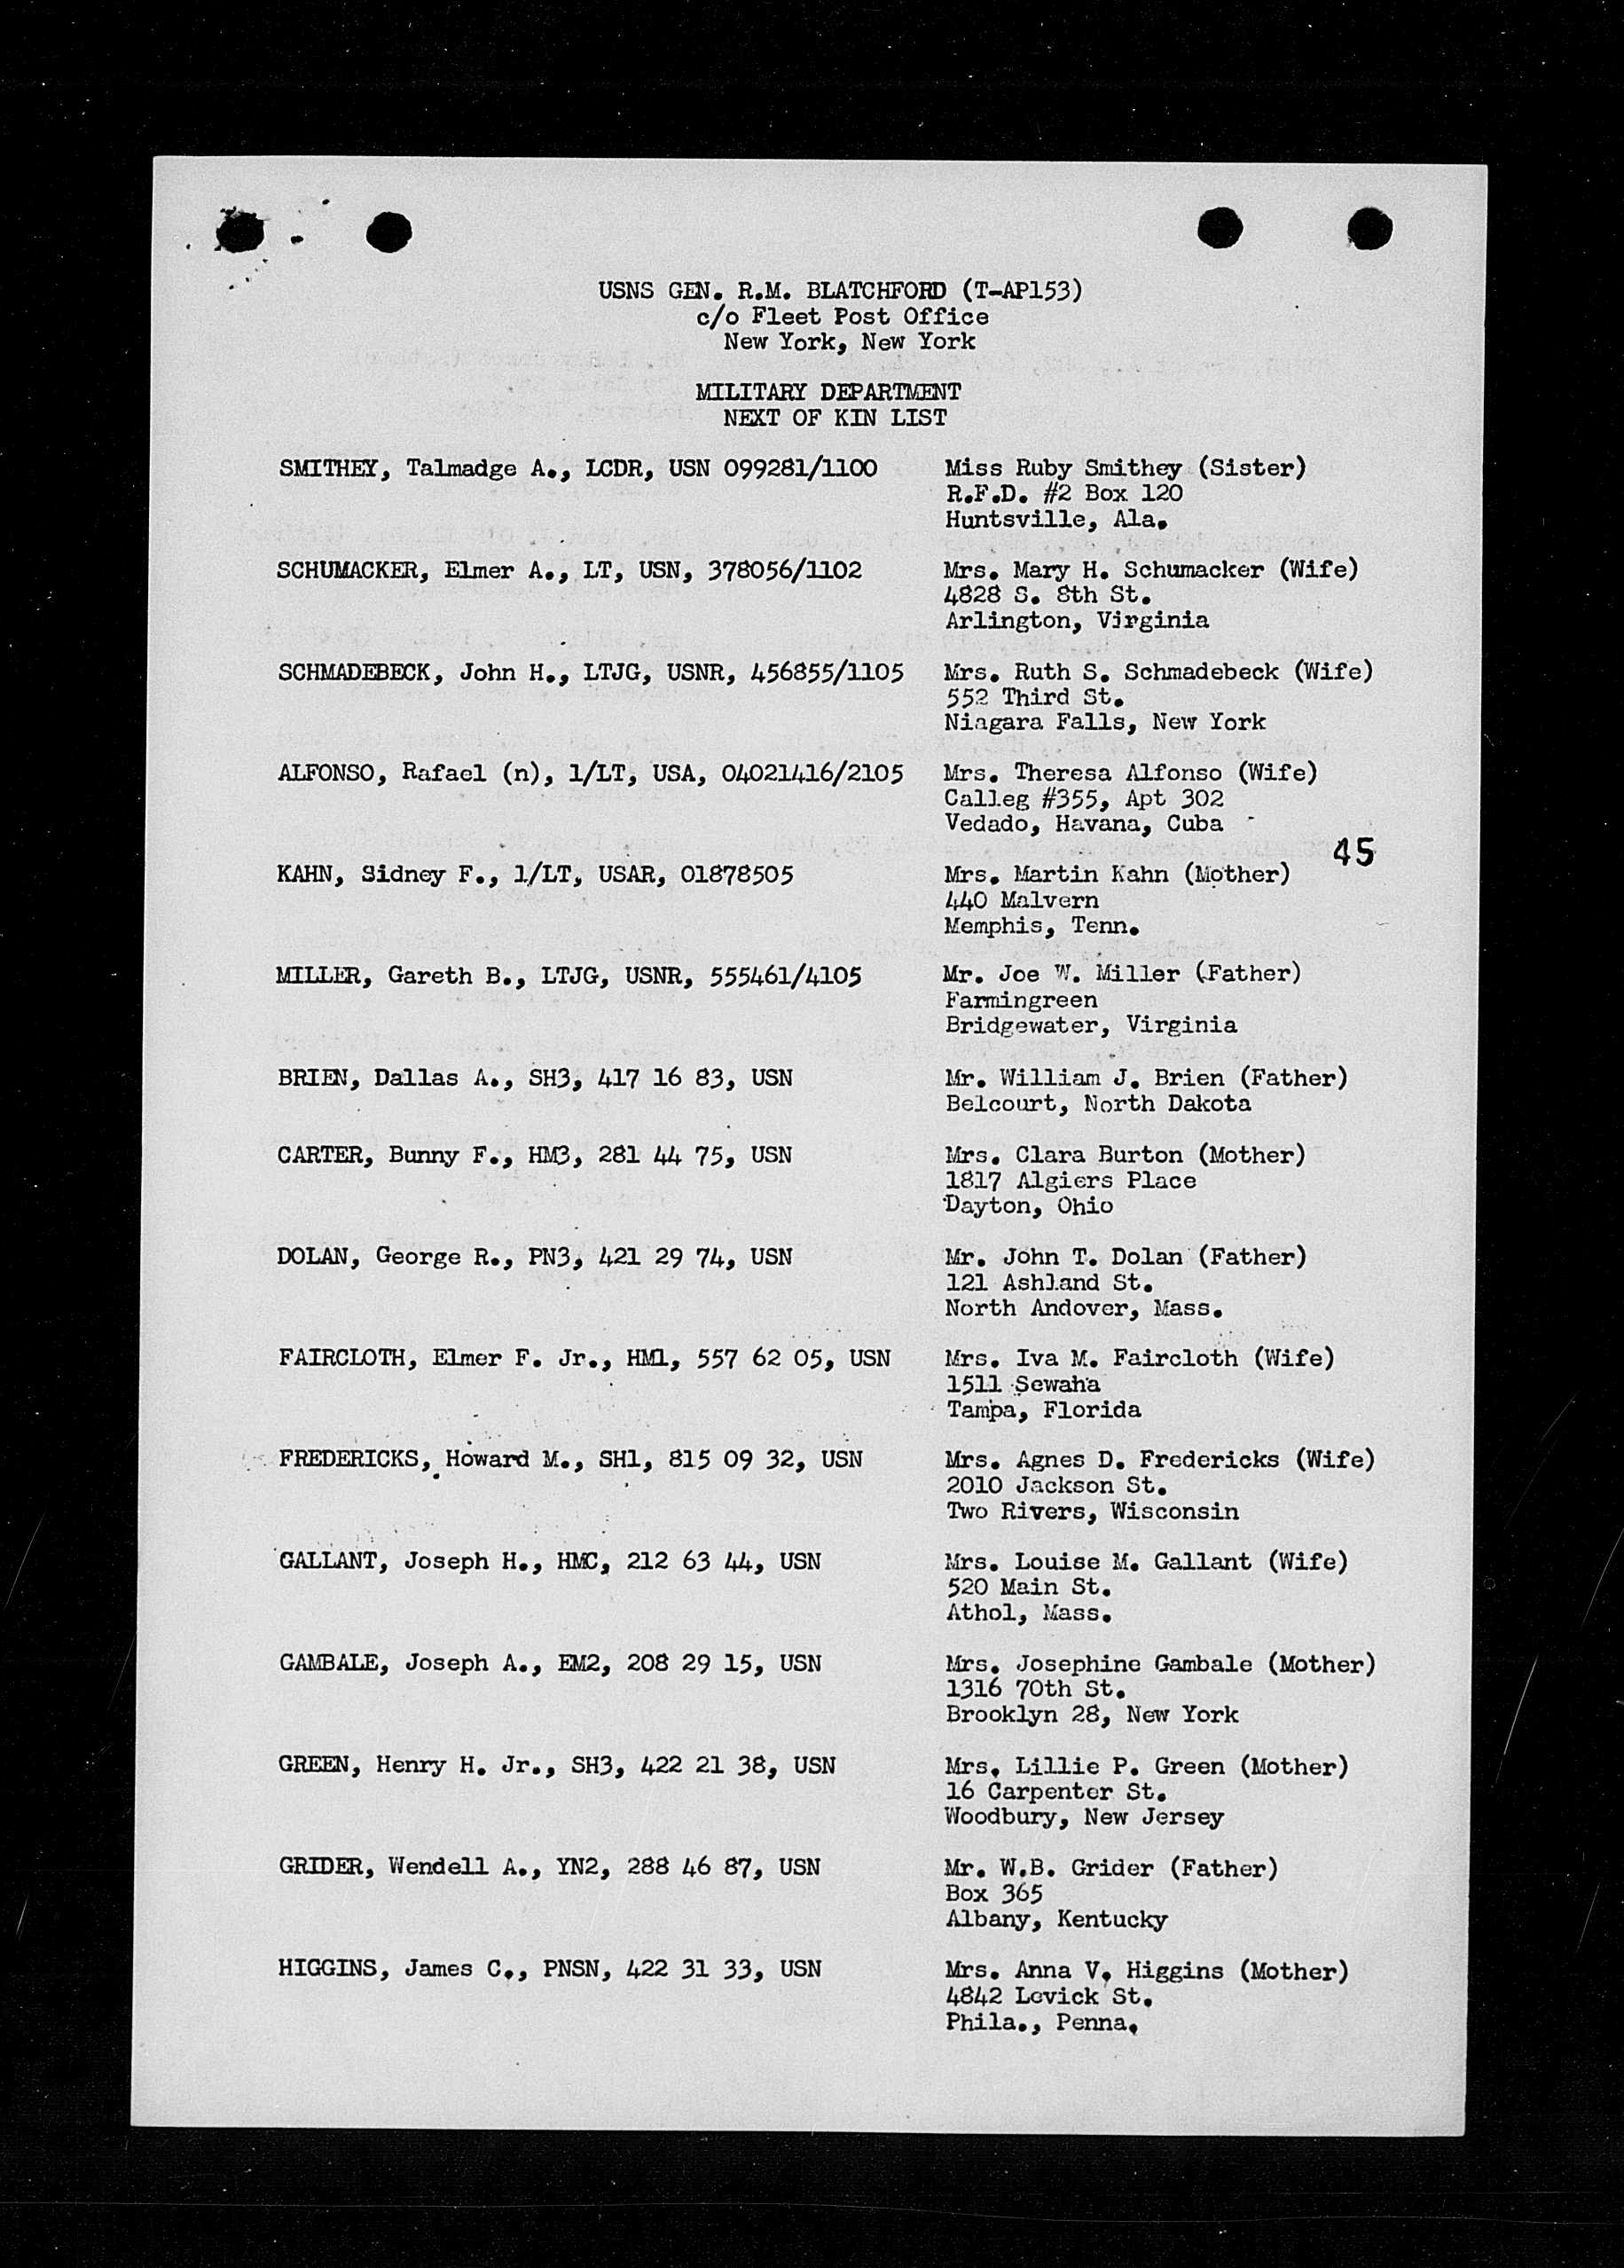 USNS GEN. R.M. BLATCHFORD (T-AP153)
c/o Fleet Post Office
New York, New York
MILITARY DEPARTMENT
NEXT OF KIN LIST
SMITHEY, Talmadge A., LCDR, USN 099281/1100 Miss Ruby Smithey (Sister)
R.F.D. #2 Box 120
Huntsville, Ala.
SCHUMACKER, Elmer A., LT, USN, 378056/1102 Mrs. Mary H. Schumacker (Wife)
4828 S. 8th St.
Arlington, Virginia
SCHMADEBECK, John H., LTJG, USNR, 456855/1105 Mrs. Ruth S. Schmadebeck (Wife)
552 Third St.
Niagara Falls, New York
ALFONSO, Rafael (n), 1/LT, USA, 04021416/2105 Mrs. Theresa Alfonso (Wife)
Calleg #355, Apt 302
Vedado, Havana, Cuba
45
KAHN, Sidney F., 1/LT, USAR, 01878505 Mrs. Martin Kahn (Mother)
440 Malvern
Memphis, Tenn.
MILLER, Gareth B., LTJG, USNR, 555461/4105 Mr. Joe W. Miller (Father)
Farmingreen
Bridgewater, Virginia
BRIEN, Dallas A., SH3, 417 16 83, USN Mr. William J. Brien (Father)
Belcourt, North Dakota
CARTER, Bunny F., HM3, 281 44 75, USN Mrs. Clara Burton (Mother)
1817 Algiers Place
Dayton, Ohio
DOLAN, George R., PN3, 421 29 74, USN Mr. John T. Dolan (Father)
121 Ashland St.
North Andover, Mass.
FAIRCLOTH, Elmer F. Jr., HM1, 557 62 05, USN Mrs. Iva M. Faircloth (Wife)
1511 Sewaha
Tampa, Florida
FREDERICKS, Howard M., SH1, 815 09 32, USN Mrs. Agnes D. Fredericks (Wife)
2010 Jackson St.
Two Rivers, Wisconsin
GALLANT, Joseph H., HMC, 212 63 44, USN Mrs. Louise M. Gallant (Wife)
520 Main St.
Athol, Mass.
GAMBALE, Joseph A., EM2, 208 29 15, USN Mrs. Josephine Gambale (Mother)
1316 70th St.
Brooklyn 28, New York
GREEN, Henry H. Jr., SH3, 422 21 38, USN Mrs. Lillie P. Green (Mother)
16 Carpenter St.
Woodbury, New Jersey
GRIDER, Wendell A., YN2, 288 46 87, USN Mr. W.B. Grider (Father)
Box 365
Albany, Kentucky
HIGGINS, James C., PNSN, 422 31 33, USN Mrs. Anna V. Higgins (Mother)
4842 Levick St.
Phila., Penna.